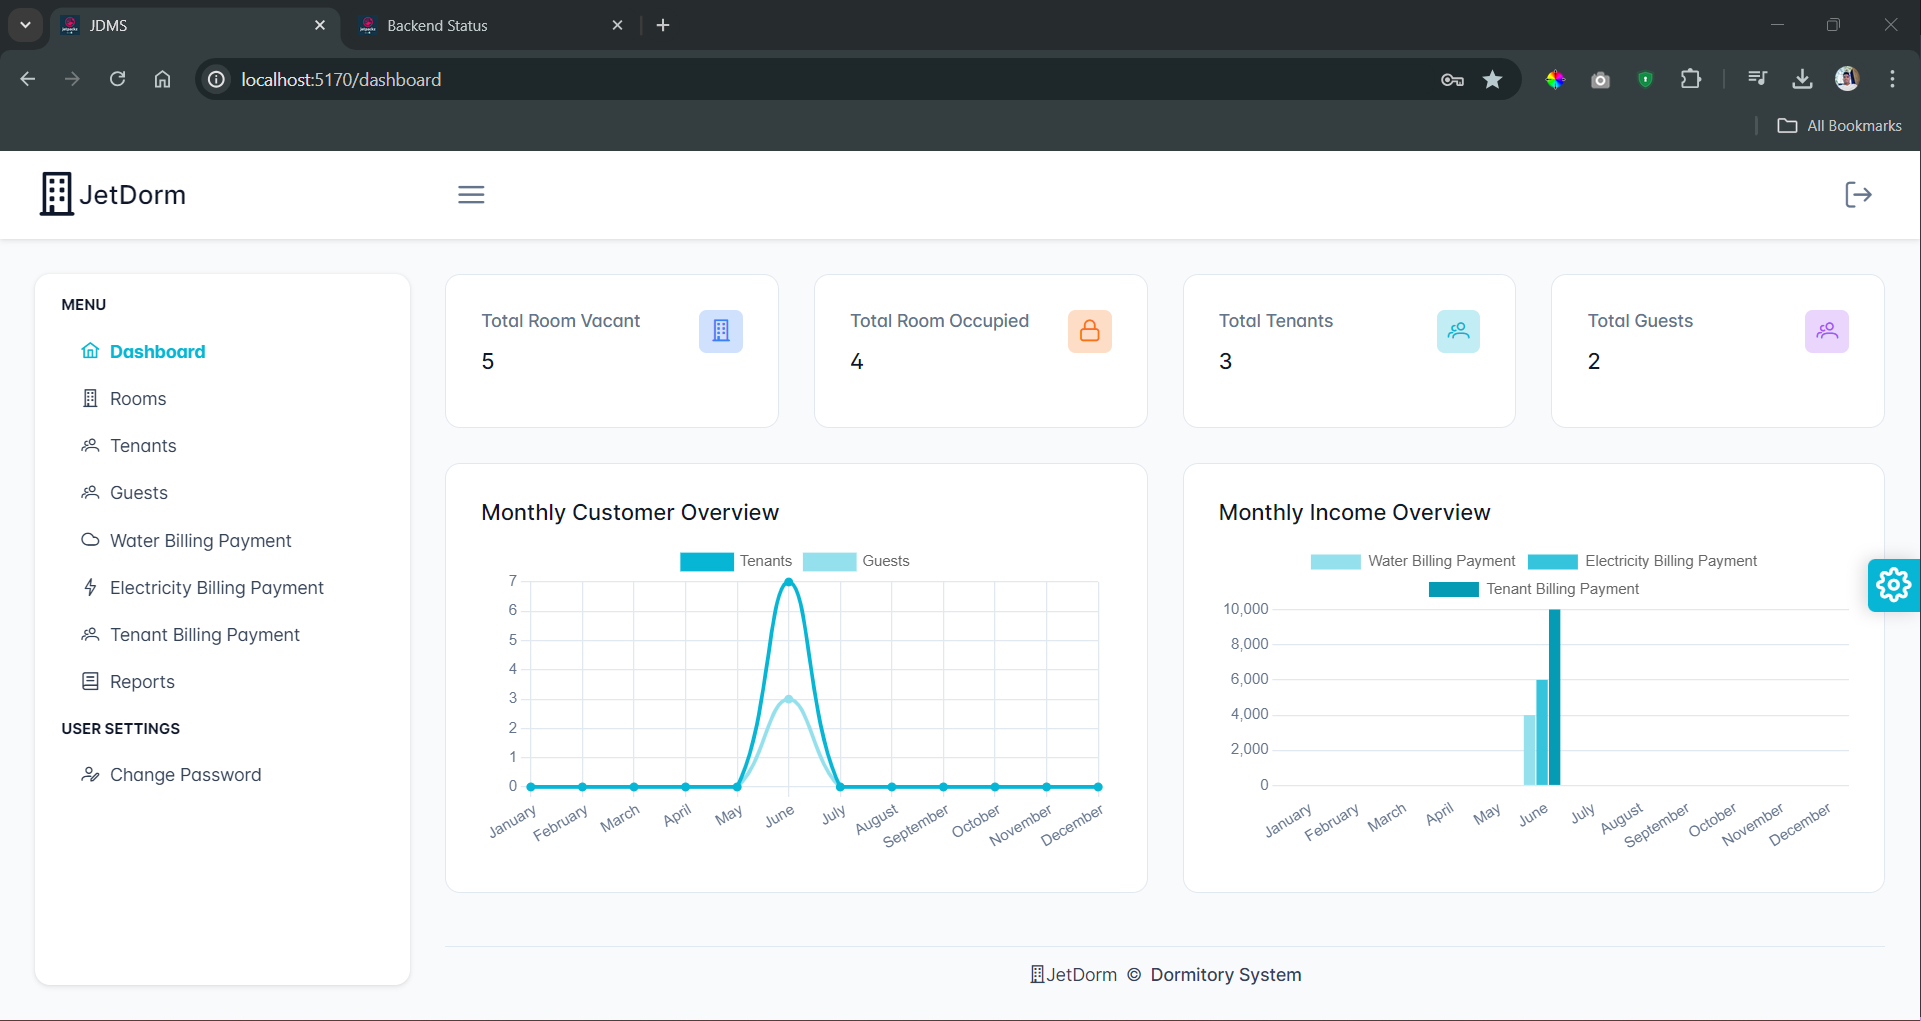 JDMS
Backend Status
localhost:5170/dashboard
All Bookmarks
JetDorm
MENU
Dashboard
Rooms
Tenants
Guests
Water Billing Payment
Electricity Billing Payment
Tenant Billing Payment
Reports
USER SETTINGS
Change Password
Total Room Vacant
5
Total Room Occupied
4
Total Tenants
3
Total Guests
2
Monthly Customer Overview
Tenants Guests
7
6
5
4
3
2
1
0
January February March April May June July August September October November December
Monthly Income Overview
Water Billing Payment Electricity Billing Payment
Tenant Billing Payment
10,000
8,000
6,000
4,000
2,000
0
January February March April May June July August September October November December
JetDorm © Dormitory System